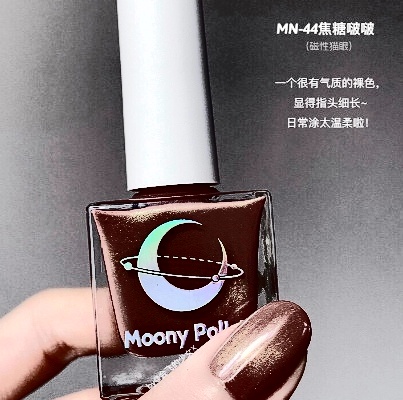 MN-44焦糖啵啵
(磁性猫眼)
一个很有气质的裸色，
显得指头细长~
日常涂太温柔啦！
Moony Pol